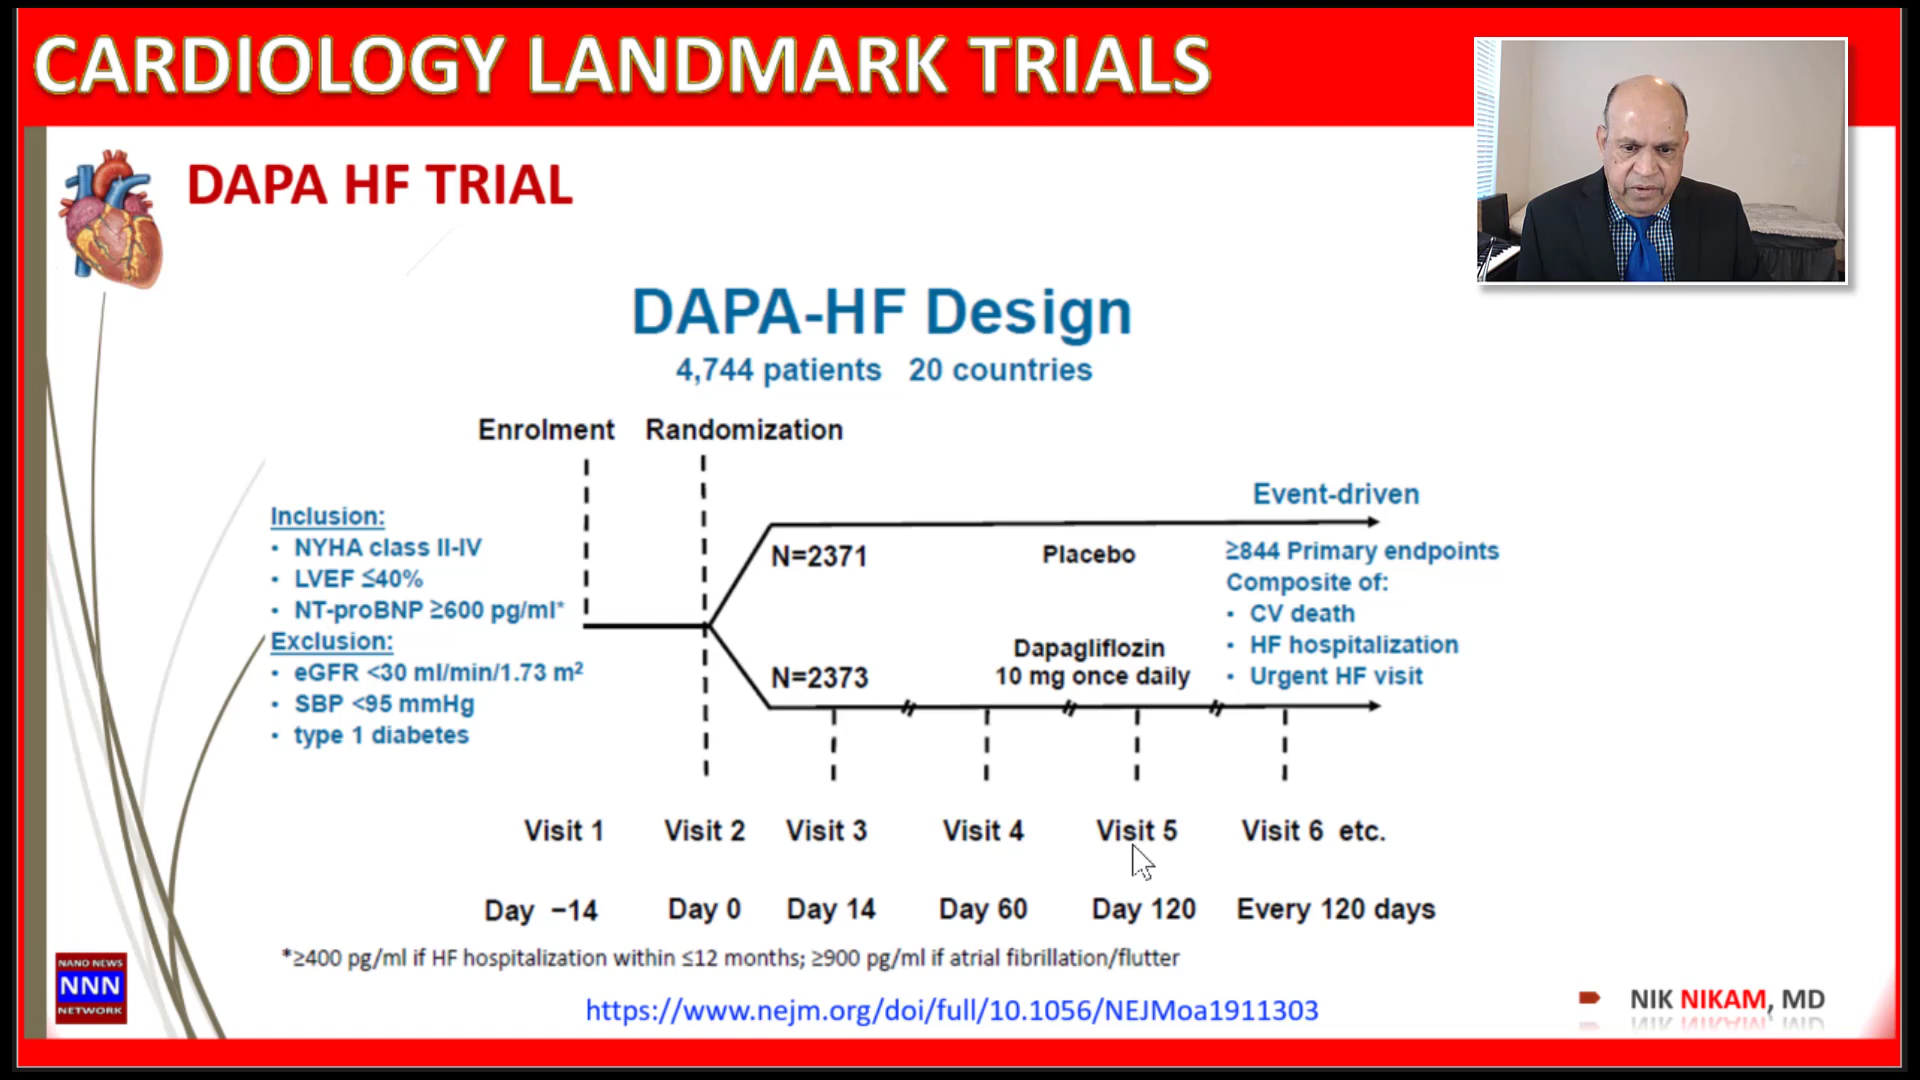 CARDIOLOGY LANDMARK TRIALS
DAPA HF TRIAL
DAPA-HF Design
4,744 patients 20 countries
Enrolment Randomization
Event-driven
Inclusion:
• NYHA class II-IV
• LVEF ≤40%
• NT-proBNP ≥600 pg/ml*
Exclusion:
• eGFR <30 ml/min/1.73 m²
• SBP <95 mmHg
• type 1 diabetes
N=2371 Placebo
N=2373
Dapagliflozin
10 mg once daily
≥844 Primary endpoints
Composite of:
• CV death
• HF hospitalization
• Urgent HF visit
Visit 1 Visit 2 Visit 3 Visit 4 Visit 5 Visit 6 etc.
Day −14 Day 0 Day 14 Day 60 Day 120 Every 120 days
*≥400 pg/ml if HF hospitalization within ≤12 months; ≥900 pg/ml if atrial fibrillation/flutter
https://www.nejm.org/doi/full/10.1056/NEJMoa1911303
NANO NEWS
NNN
NETWORK
NIK NIKAM, MD